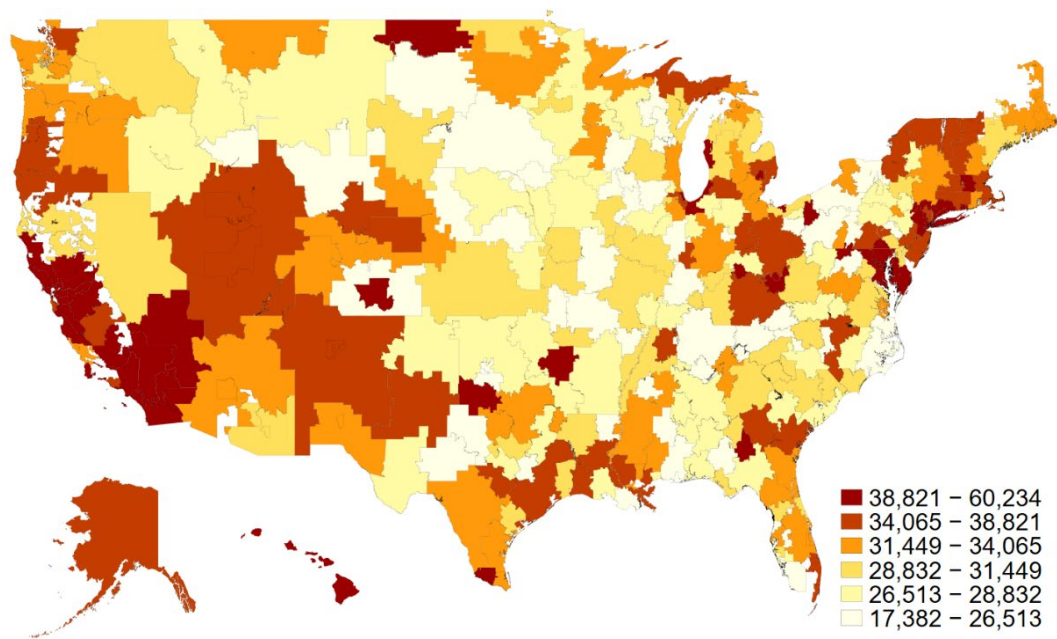 38,821 − 60,234
34,065 − 38,821
31,449 − 34,065
28,832 − 31,449
26,513 − 28,832
17,382 − 26,513